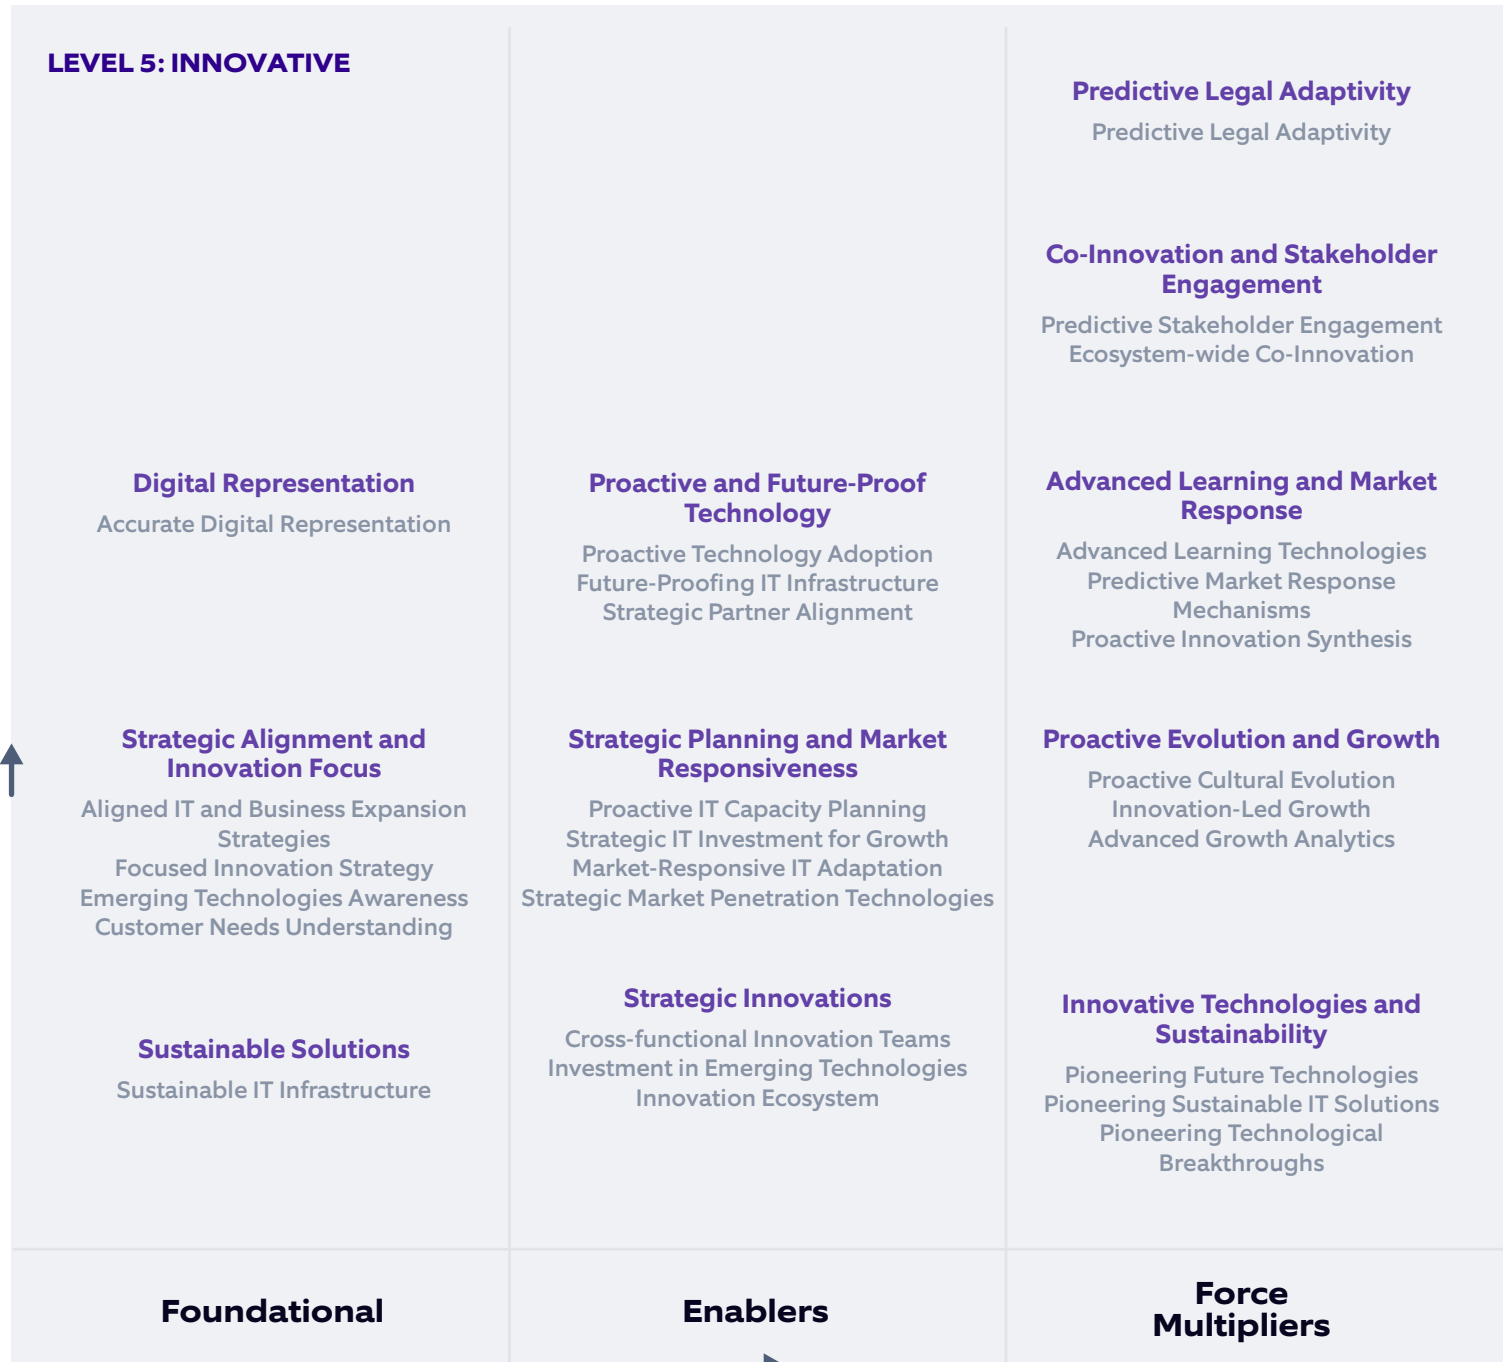 LEVEL 5: INNOVATIVE
Digital Representation
Accurate Digital Representation
Strategic Alignment and
Innovation Focus
Aligned IT and Business Expansion
Strategies
Focused Innovation Strategy
Emerging Technologies Awareness
Customer Needs Understanding
Sustainable Solutions
Sustainable IT Infrastructure
Foundational
Proactive and Future-Proof
Technology
Proactive Technology Adoption
Future-Proofing IT Infrastructure
Strategic Partner Alignment
Strategic Planning and Market
Responsiveness
Proactive IT Capacity Planning
Strategic IT Investment for Growth
Market-Responsive IT Adaptation
Strategic Market Penetration Technologies
Strategic Innovations
Cross-functional Innovation Teams
Investment in Emerging Technologies
Innovation Ecosystem
Enablers
Predictive Legal Adaptivity
Predictive Legal Adaptivity
Co-Innovation and Stakeholder
Engagement
Predictive Stakeholder Engagement
Ecosystem-wide Co-Innovation
Advanced Learning and Market
Response
Advanced Learning Technologies
Predictive Market Response
Mechanisms
Proactive Innovation Synthesis
Proactive Evolution and Growth
Proactive Cultural Evolution
Innovation-Led Growth
Advanced Growth Analytics
Innovative Technologies and
Sustainability
Pioneering Future Technologies
Pioneering Sustainable IT Solutions
Pioneering Technological
Breakthroughs
Force
Multipliers